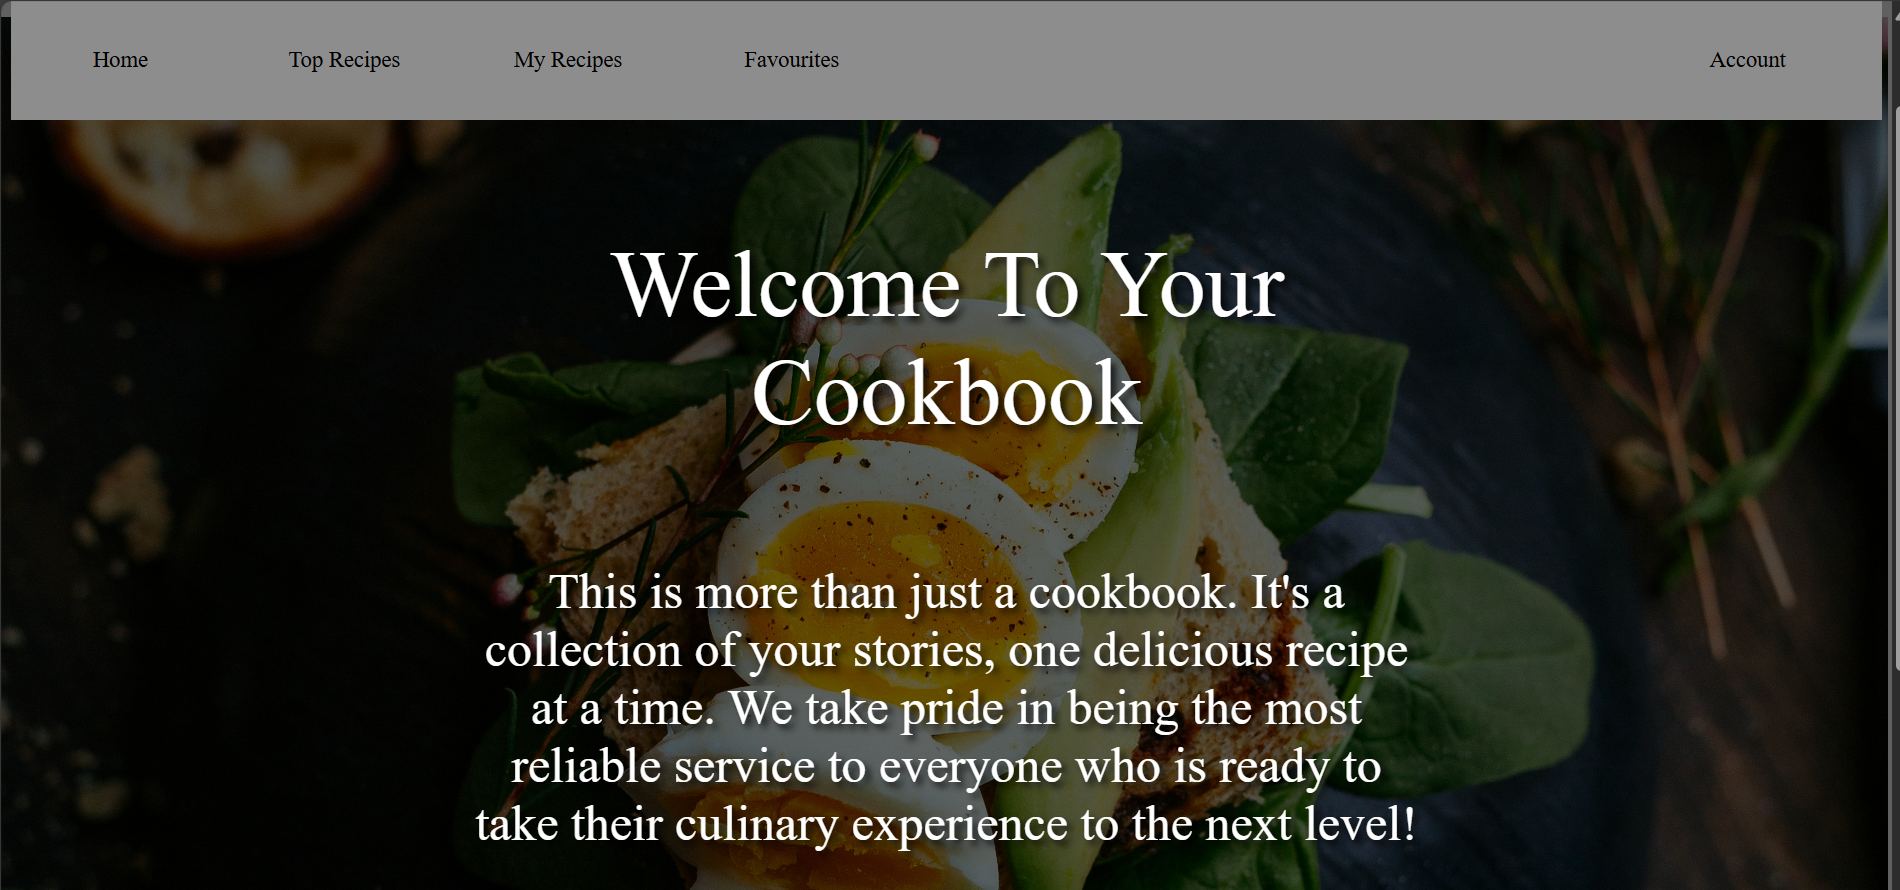 Home Top Recipes My Recipes Favourites Account
Welcome To Your
Cookbook
This is more than just a cookbook. It's a
collection of your stories, one delicious recipe
at a time. We take pride in being the most
reliable service to everyone who is ready to
take their culinary experience to the next level!